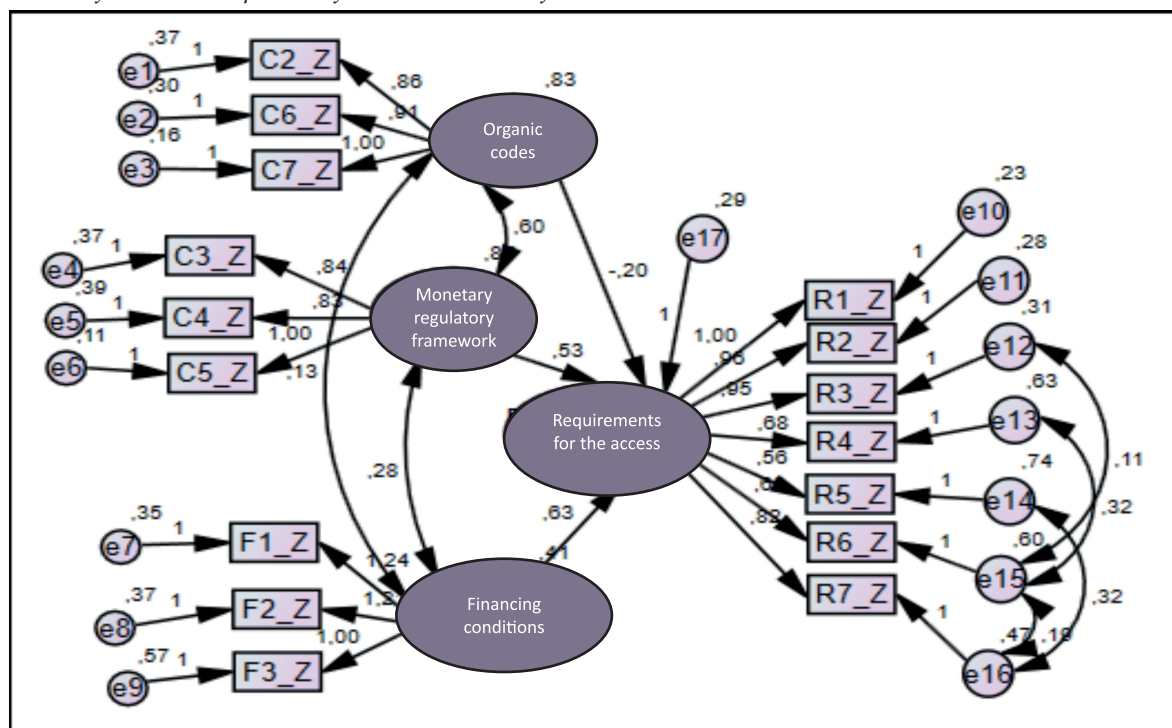 ,37
1
e1
C2_Z
,86
,83
,30
1
e2
C6_Z
,91
Organic
codes
,16
1
e3
C7_Z
1,00
,60
,37
1
e4
C3_Z
,84
,39
1
e5
C4_Z
,83
Monetary
regulatory
framework
,11
1
e6
C5_Z
1,00
,13
-,20
,29
e17
1
,53
,28
Requirements
for the access
,63
,41
,35
1
e7
F1_Z
1,24
,37
1
e8
F2_Z
Financing
conditions
,57
1
e9
F3_Z
1,00
,23
e10
1
R1_Z
1,00
,28
e11
1
R2_Z
,96
,31
e12
1
R3_Z
,95
,63
e13
1
R4_Z
,68
,74
e14
1
R5_Z
,56
,60
e15
1
R6_Z
,47
e16
1
R7_Z
,82
,11
,32
,32
,19